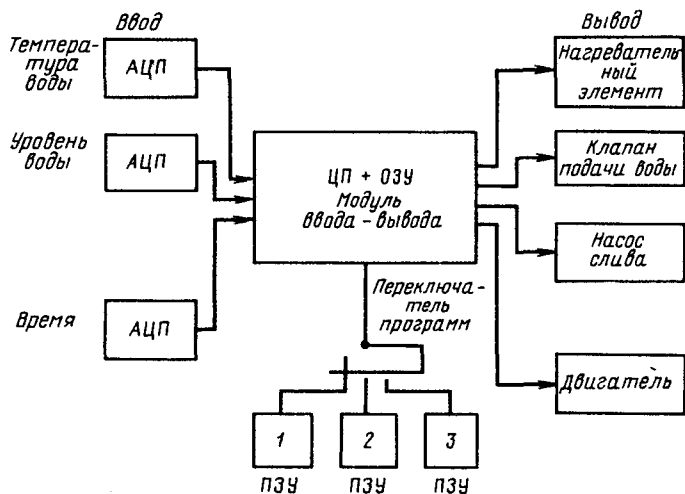 Ввод
Темпера-
тура
воды
АЦП
Уровень
воды
АЦП
Время
АЦП
ЦП + ОЗУ
Модуль
ввода - вывода
Переключа-
тель
программ
1
2
3
ПЗУ
ПЗУ
ПЗУ
Вывод
Нагреватель
ный
элемент
Клапан
подачи воды
Насос
слива
Двигатель